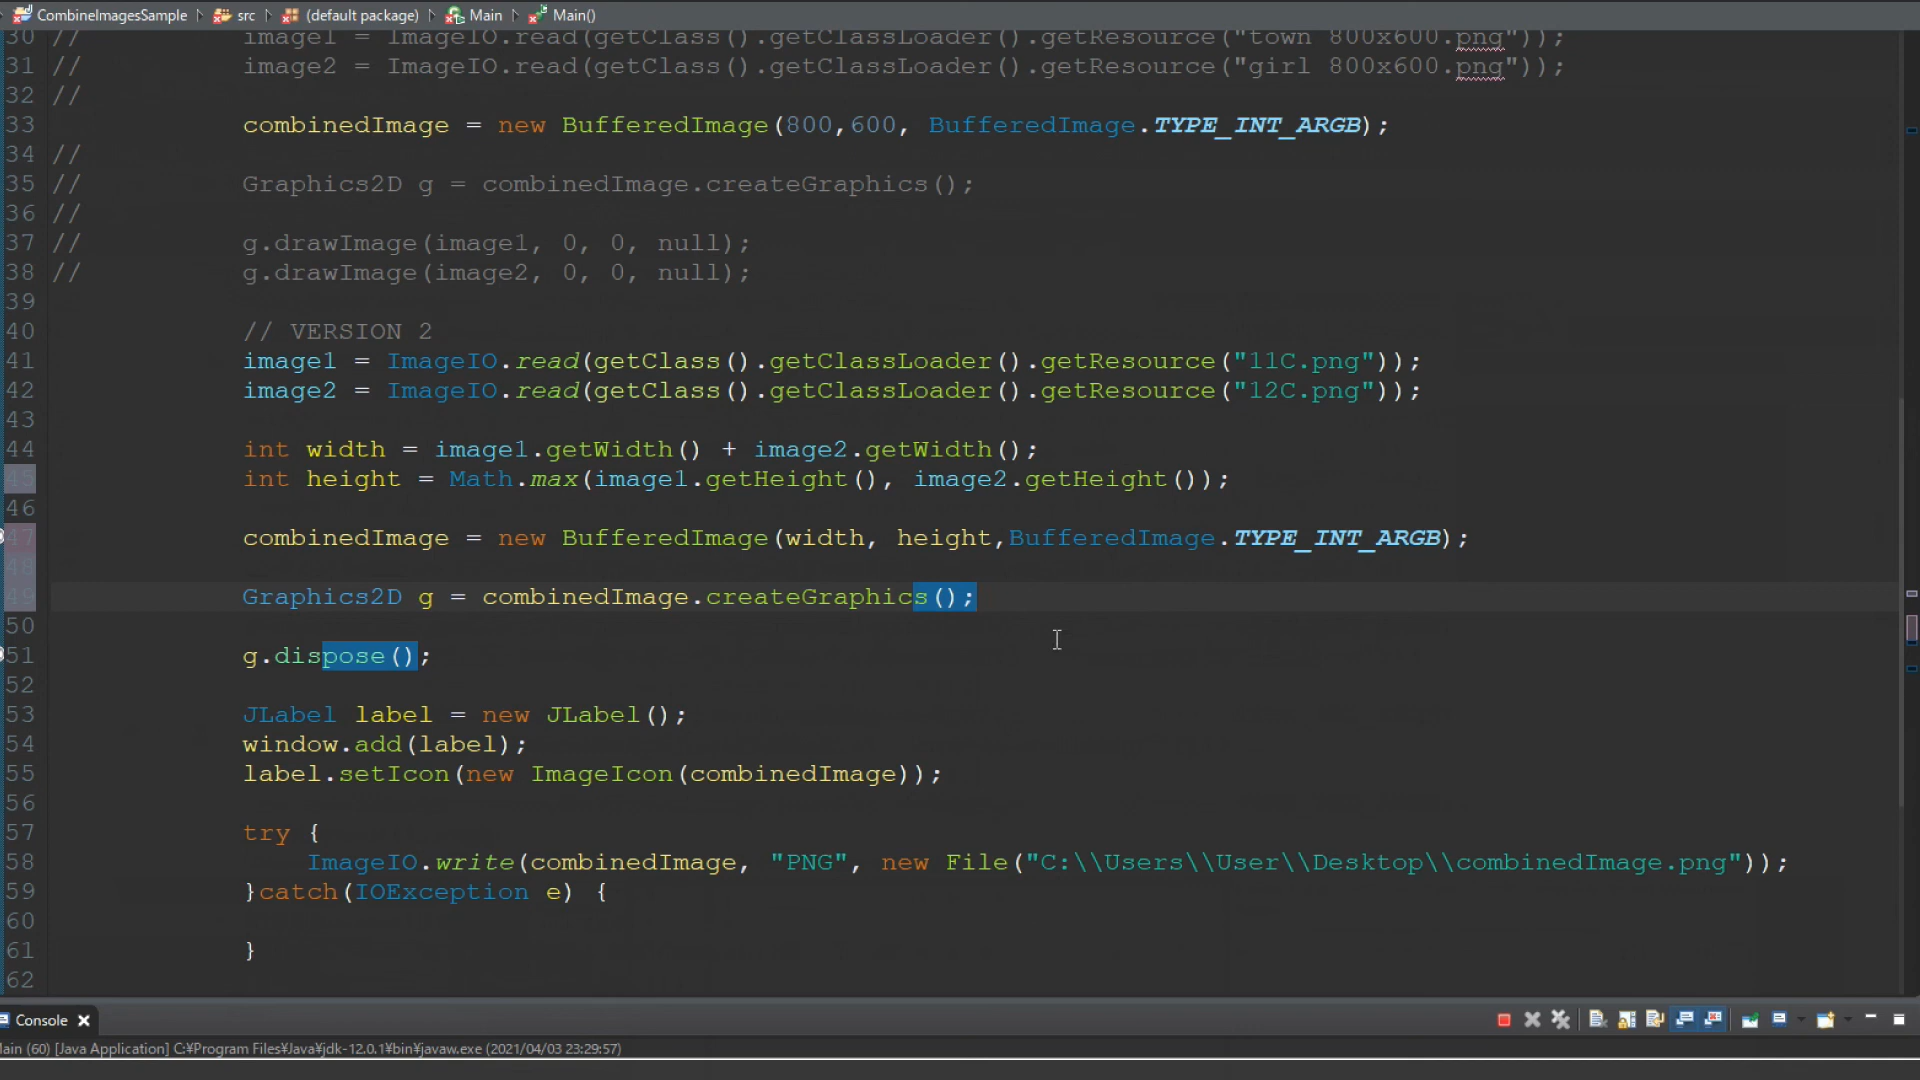 CombineImagesSample src (default package) Main Main()
30 // image1 = ImageIO.read(getClass().getClassLoader().getResource("town 800x600.png"));
31 // image2 = ImageIO.read(getClass().getClassLoader().getResource("girl 800x600.png"));
32 //
33 combinedImage = new BufferedImage(800,600, BufferedImage.TYPE_INT_ARGB);
34 //
35 // Graphics2D g = combinedImage.createGraphics();
36 //
37 // g.drawImage(image1, 0, 0, null);
38 // g.drawImage(image2, 0, 0, null);
39
40 // VERSION 2
41 image1 = ImageIO.read(getClass().getClassLoader().getResource("11C.png"));
42 image2 = ImageIO.read(getClass().getClassLoader().getResource("12C.png"));
43
44 int width = image1.getWidth() + image2.getWidth();
45 int height = Math.max(image1.getHeight(), image2.getHeight());
46
47 combinedImage = new BufferedImage(width, height,BufferedImage.TYPE_INT_ARGB);
48
49 Graphics2D g = combinedImage.createGraphics();
50
51 g.dispose();
52
53 JLabel label = new JLabel();
54 window.add(label);
55 label.setIcon(new ImageIcon(combinedImage));
56
57 try {
58 ImageIO.write(combinedImage, "PNG", new File("C:\\Users\\User\\Desktop\\combinedImage.png"));
59 }catch(IOException e) {
60
61 }
62
Console
ain (60) [Java Application] C:¥Program Files¥Java¥jdk-12.0.1¥bin¥javaw.exe (2021/04/03 23:29:57)